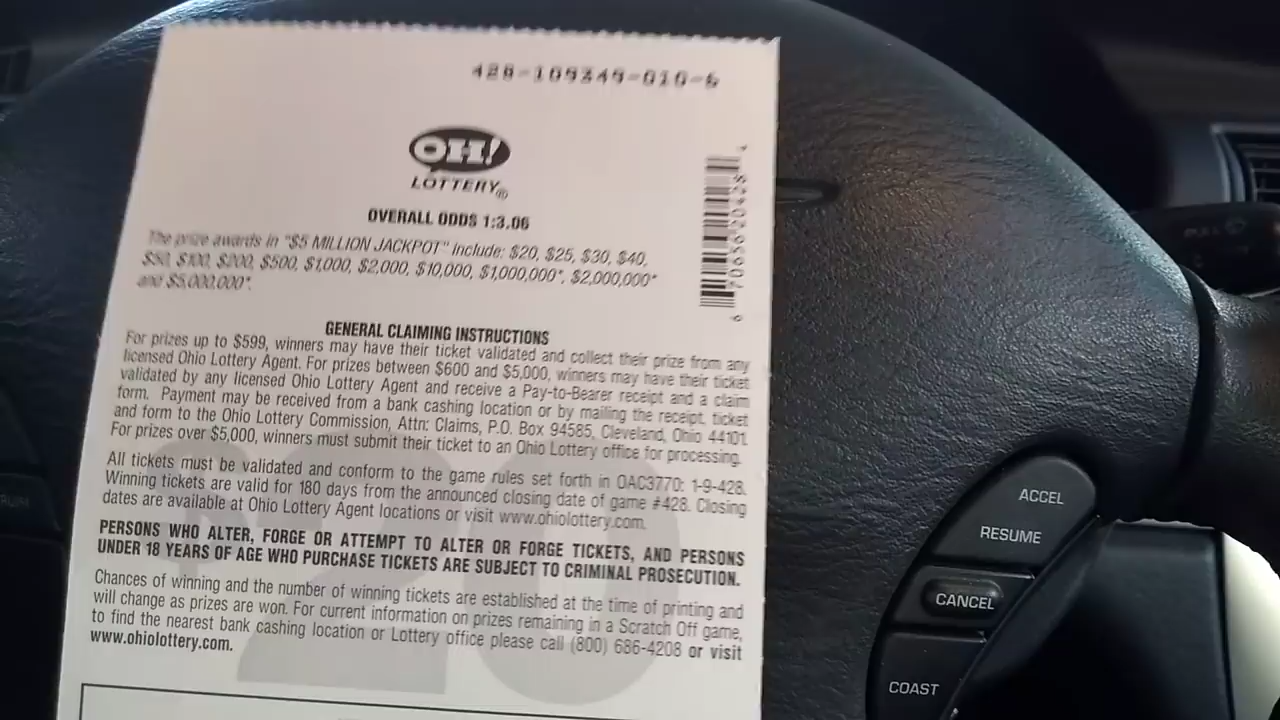 428-109349-010-6
OH!
LOTTERY®
OVERALL ODDS 1:3.06
The prize awards in "$5 MILLION JACKPOT" include: $20, $25, $30, $40,
$50, $100, $200, $500, $1,000, $2,000, $10,000, $1,000,000*, $2,000,000*
and $5,000,000*.
GENERAL CLAIMING INSTRUCTIONS
For prizes up to $599, winners may have their ticket validated and collect their prize from any
licensed Ohio Lottery Agent. For prizes between $600 and $5,000, winners may have their ticket
validated by any licensed Ohio Lottery Agent and receive a Pay-to-Bearer receipt and a claim
form. Payment may be received from a bank cashing location or by mailing the receipt, ticket
and form to the Ohio Lottery Commission, Attn: Claims, P.O. Box 94585, Cleveland, Ohio 44101.
For prizes over $5,000, winners must submit their ticket to an Ohio Lottery office for processing.
All tickets must be validated and conform to the game rules set forth in OAC3770: 1-9-428.
Winning tickets are valid for 180 days from the announced closing date of game #428. Closing
dates are available at Ohio Lottery Agent locations or visit www.ohiolottery.com.
PERSONS WHO ALTER, FORGE OR ATTEMPT TO ALTER OR FORGE TICKETS, AND PERSONS
UNDER 18 YEARS OF AGE WHO PURCHASE TICKETS ARE SUBJECT TO CRIMINAL PROSECUTION.
Chances of winning and the number of winning tickets are established at the time of printing and
will change as prizes are won. For current information on prizes remaining in a Scratch Off game,
to find the nearest bank cashing location or Lottery office please call (800) 686-4208 or visit
www.ohiolottery.com.
$20
ACCEL
RESUME
CANCEL
COAST